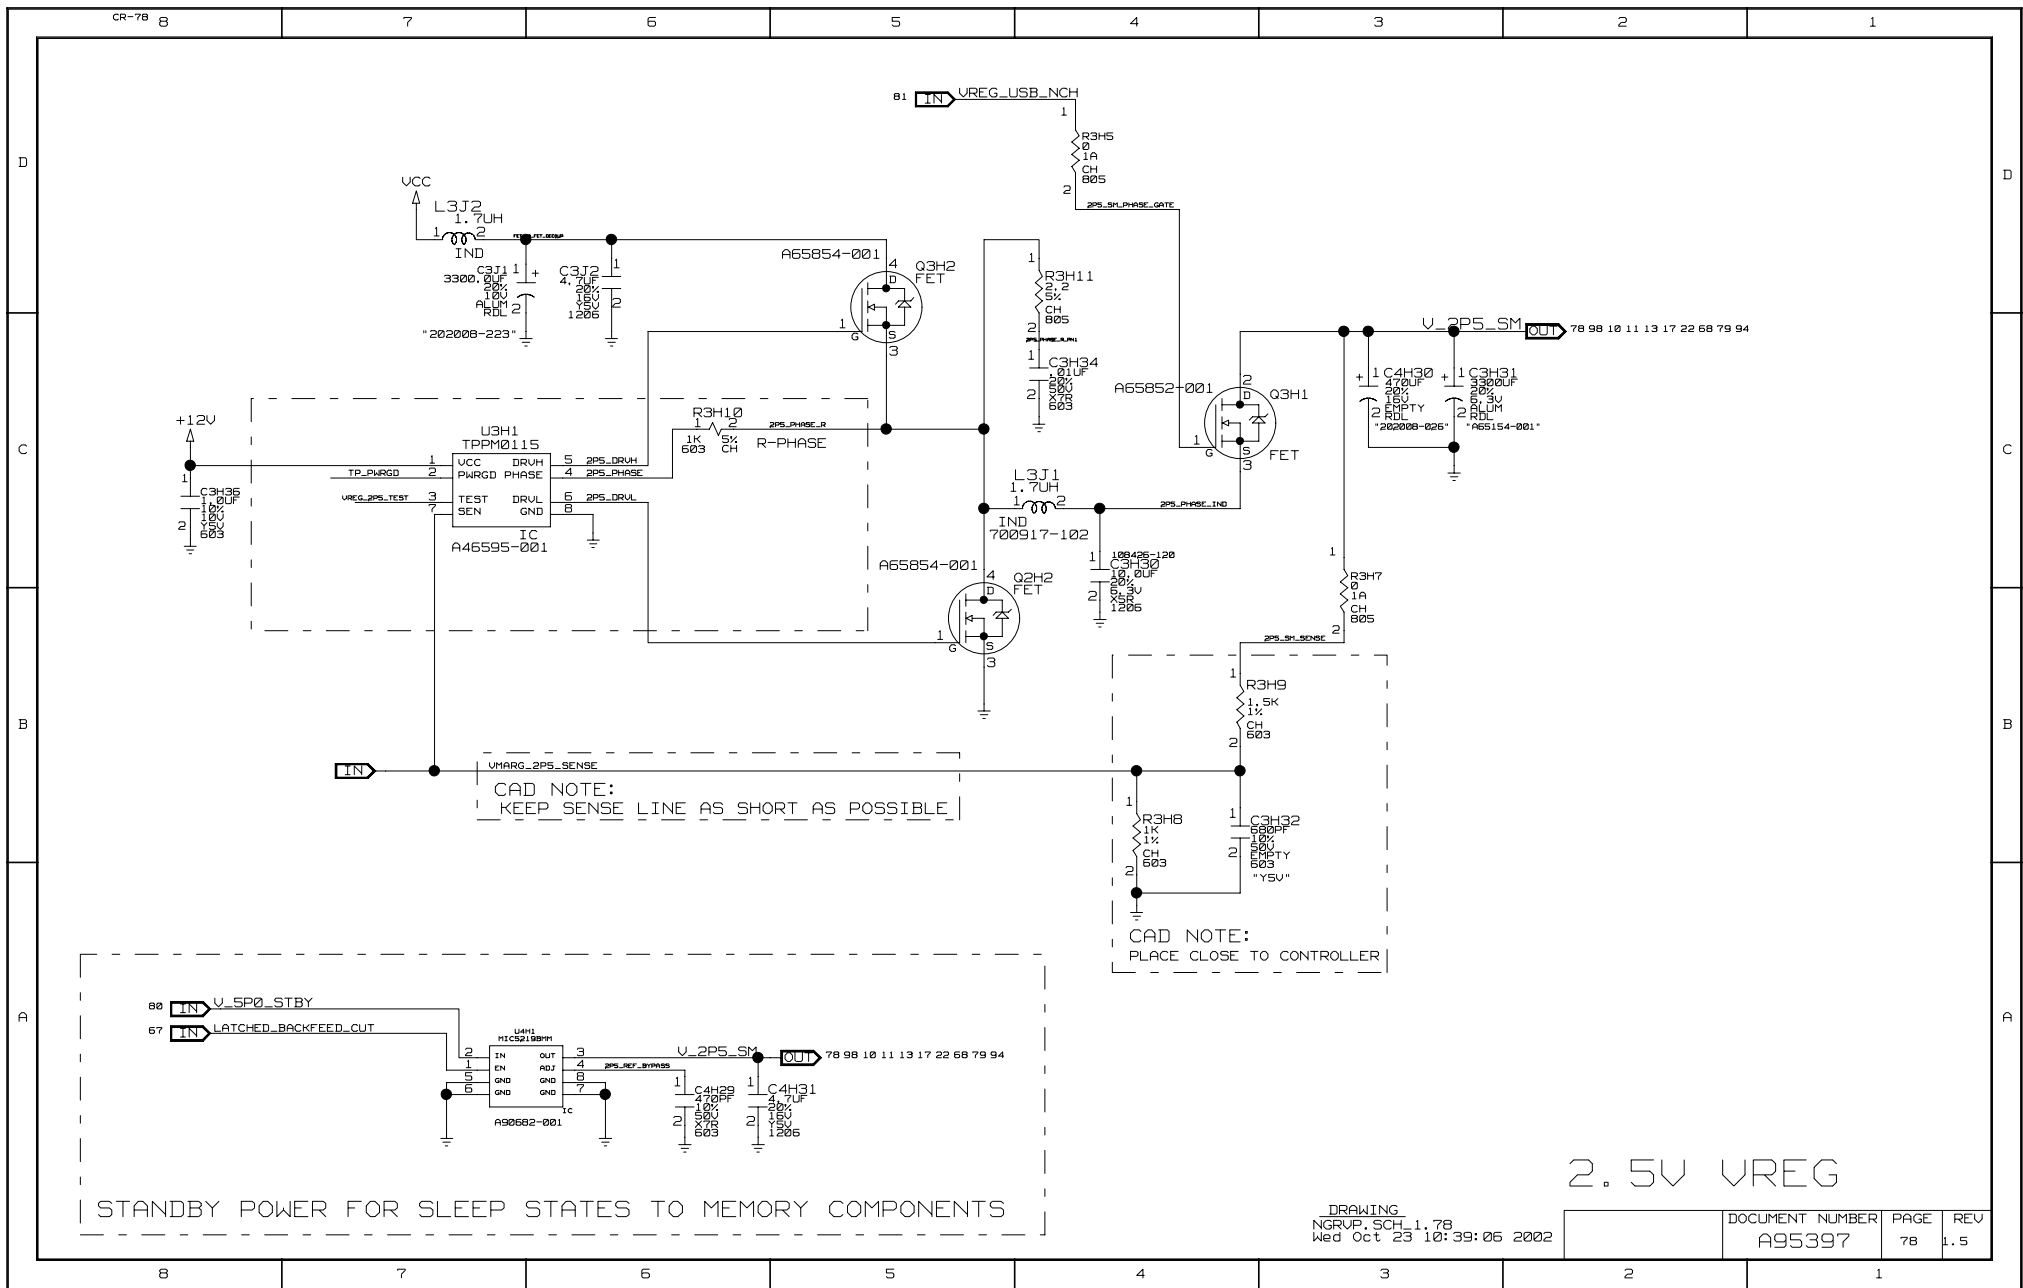 CR-78
8 7 6 5 4 3 2 1
D
D
C
C
B
B
A
A
81 IN VREG_USB_NCH
1
R3H5
0
1A
CH
805
2
2P5_SM_PHASE_GATE
VCC
L3J2
1.7UH
1 2
IND
C3J1
3300.0UF
20%
10V
ALUM
RDL
1 +
2
"202008-223"
C3J2
4.7UF
20%
16V
Y5V
1206
1
2
A65854-001
Q3H2
FET
4
D
1
G
S
3
1
R3H11
2.2
5%
CH
805
2
1
C3H34
.01UF
20%
50V
X7R
603
2
A65852-001
Q3H1
FET
2
D
1
G
S
3
V_2P5_SM OUT 78 98 10 11 13 17 22 68 79 94
+ 1 C4H30
470UF
20%
16V
EMPTY
2 RDL
"202008-026"
+ 1 C3H31
3300UF
20%
6.3V
ALUM
2 RDL
"A65154-001"
+12V
1
C3H36
1.0UF
10%
10V
Y5V
603
2
U3H1
TPPM0115
1 VCC DRVH 5 2P5_DRVH
TP_PWRGD 2 PWRGD PHASE 4 2P5_PHASE
VREG_2P5_TEST 3 TEST DRVL 6 2P5_DRVL
7 SEN GND 8
IC
A46595-001
R3H10
1 2 2P5_PHASE_R
1K 5%
603 CH
R-PHASE
L3J1
1.7UH
1 2
IND
700917-102
2P5_PHASE_IND
108426-120
1 C3H30
10.0UF
20%
6.3V
X5R
2 1206
A65854-001
Q2H2
FET
4
D
1
G
S
3
1
R3H7
0
1A
CH
805
2
2P5_SM_SENSE
1
R3H9
1.5K
1%
CH
603
2
IN VMARG_2P5_SENSE
CAD NOTE:
KEEP SENSE LINE AS SHORT AS POSSIBLE
1
R3H8
1K
1%
CH
603
2
1 C3H32
680PF
10%
50V
EMPTY
603
2
"Y5V"
CAD NOTE:
PLACE CLOSE TO CONTROLLER
80 IN V_5P0_STBY
67 IN LATCHED_BACKFEED_CUT
U4H1
MIC5219BMM
2 IN OUT 3 V_2P5_SM OUT 78 98 10 11 13 17 22 68 79 94
1 EN ADJ 4 2P5_REF_BYPASS
5 GND GND 8
6 GND GND 7
IC
A90682-001
1 C4H29
470PF
10%
50V
X7R
2 603
1 C4H31
4.7UF
20%
16V
Y5V
2 1206
STANDBY POWER FOR SLEEP STATES TO MEMORY COMPONENTS
2.5V VREG
DRAWING
NGRVP.SCH_1.78
Wed Oct 23 10:39:06 2002
DOCUMENT NUMBER PAGE REV
A95397 78 1.5
8 7 6 5 4 3 2 1